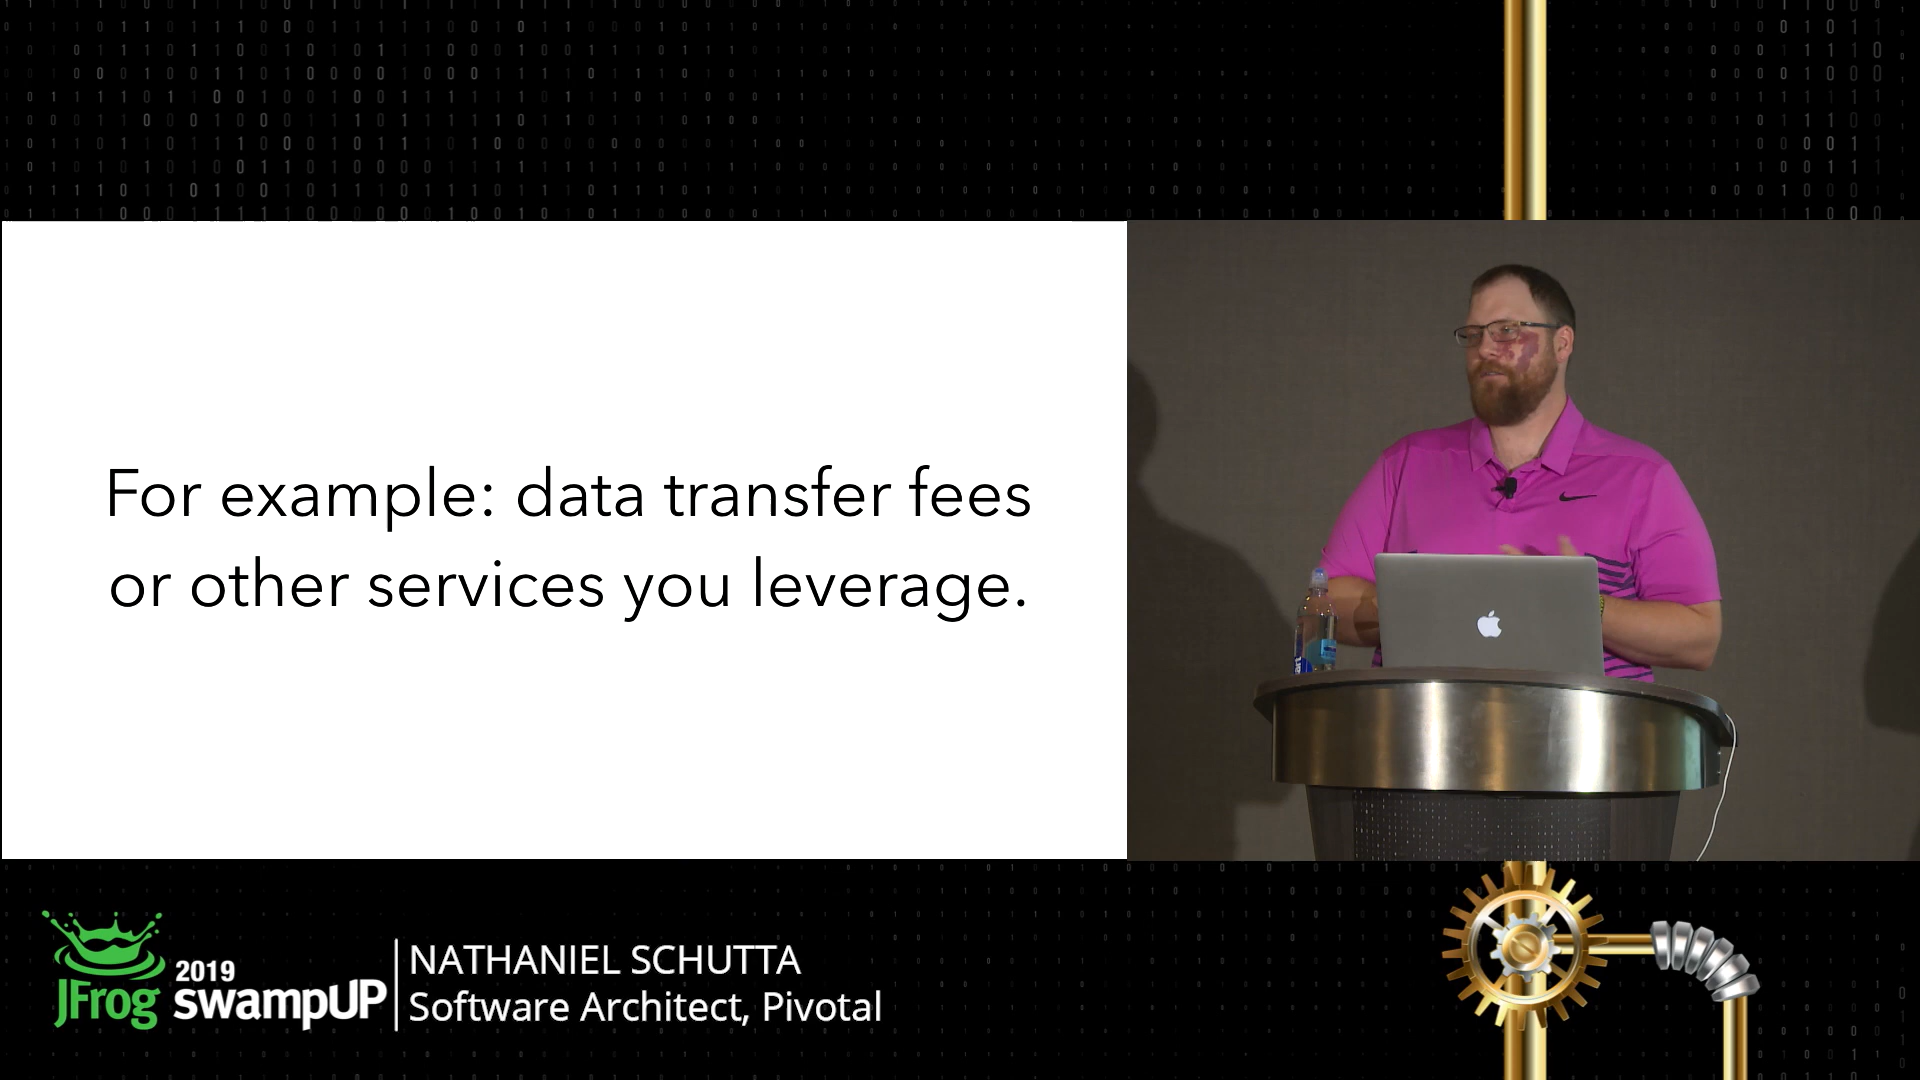 For example: data transfer fees
or other services you leverage.
JFrog
2019
swampUP
NATHANIEL SCHUTTA
Software Architect, Pivotal